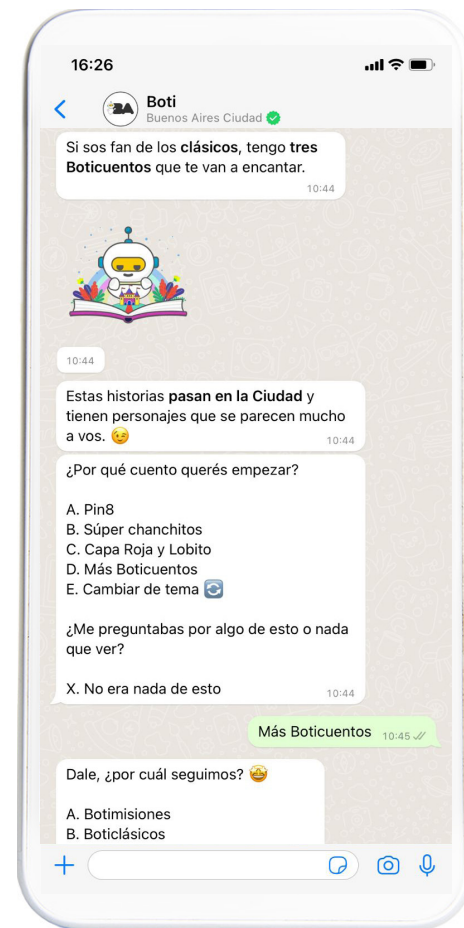 16:26
BA
Boti
Buenos Aires Ciudad
Si sos fan de los clásicos, tengo tres
Boticuentos que te van a encantar.
10:44
10:44
Estas historias pasan en la Ciudad y
tienen personajes que se parecen mucho
a vos. 😉
10:44
¿Por qué cuento querés empezar?
A. Pin8
B. Súper chanchitos
C. Capa Roja y Lobito
D. Más Boticuentos
E. Cambiar de tema 🔄
¿Me preguntabas por algo de esto o nada
que ver?
X. No era nada de esto
10:44
Más Boticuentos 10:45
Dale, ¿por cuál seguimos? 🤩
A. Botimisiones
B. Boticlásicos